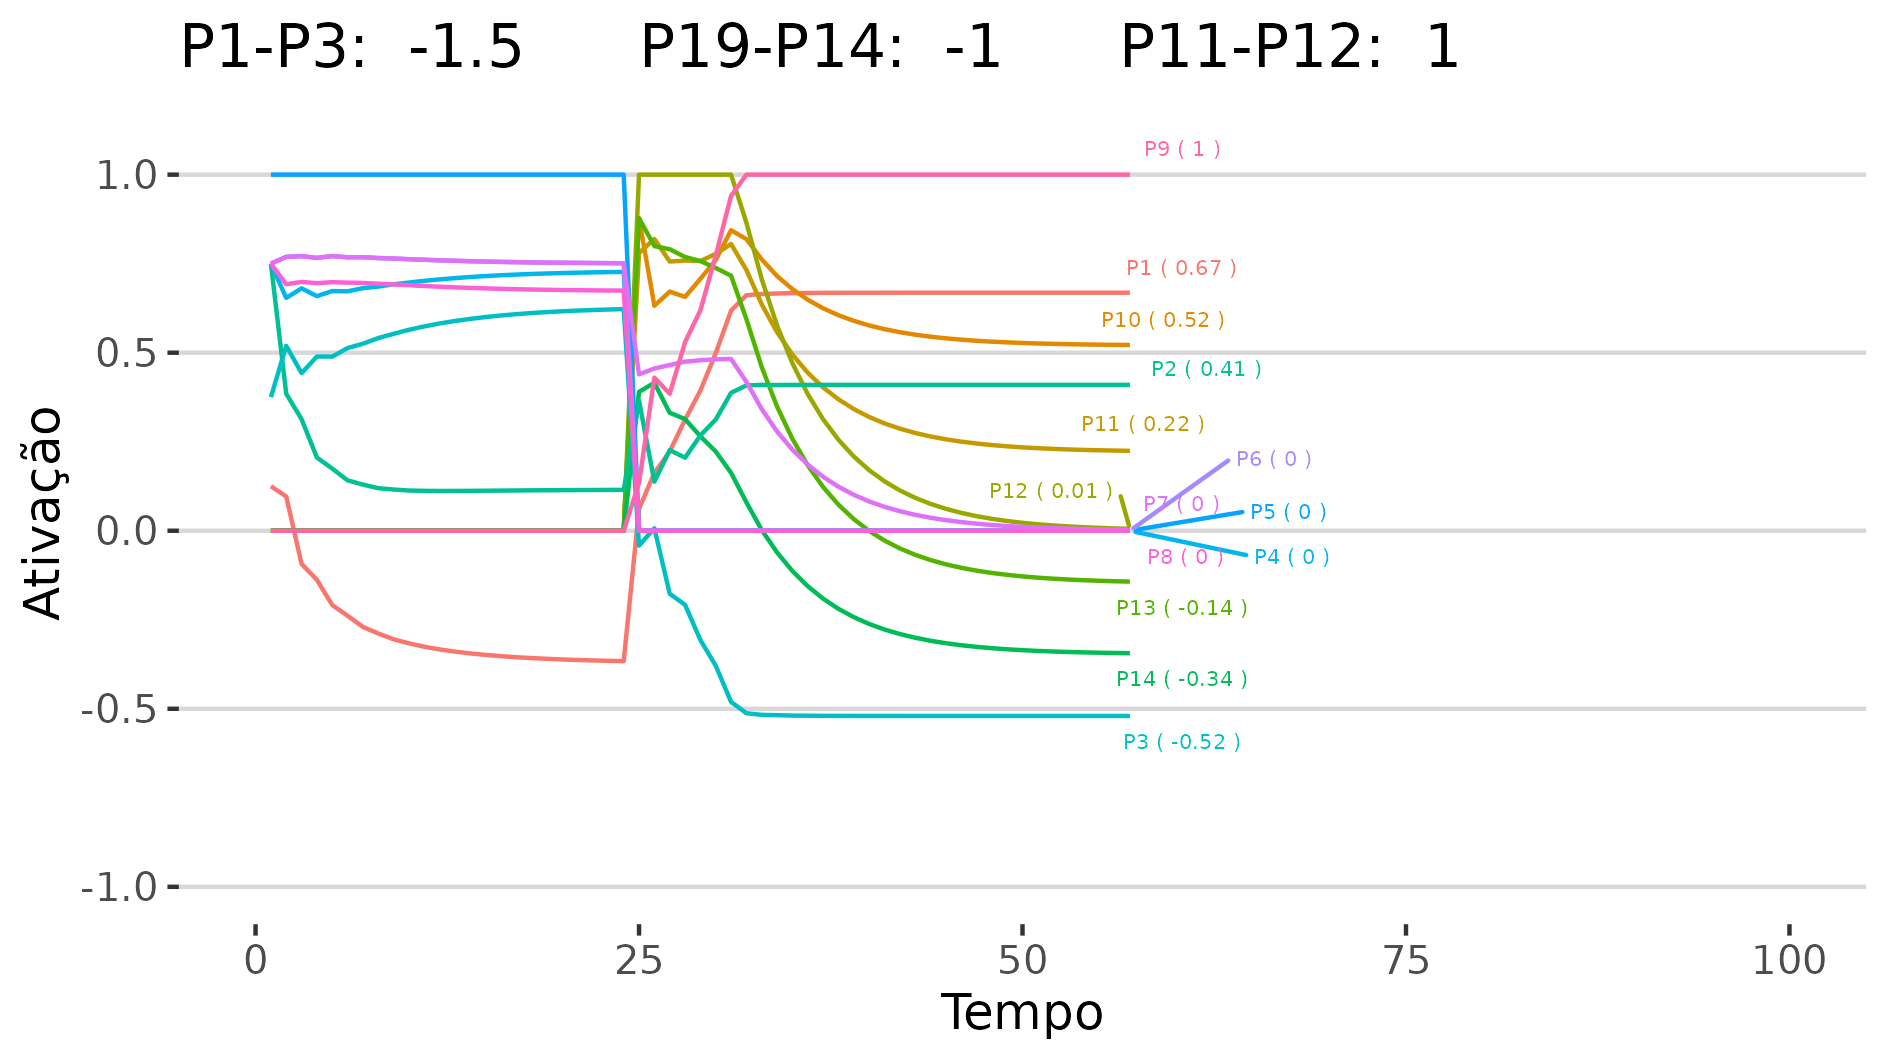 P1-P3:  -1.5    P19-P14:  -1    P11-P12:  1
P9 ( 1 )
1.0
P1 ( 0.67 )
P10 ( 0.52 )
0.5
P2 ( 0.41 )
P11 ( 0.22 )
P6 ( 0 )
P12 ( 0.01 )
P7 ( 0 )
P5 ( 0 )
0.0
P8 ( 0 )
P4 ( 0 )
P13 ( -0.14 )
P14 ( -0.34 )
-0.5
P3 ( -0.52 )
-1.0
Ativação
0 25 50 75 100
Tempo